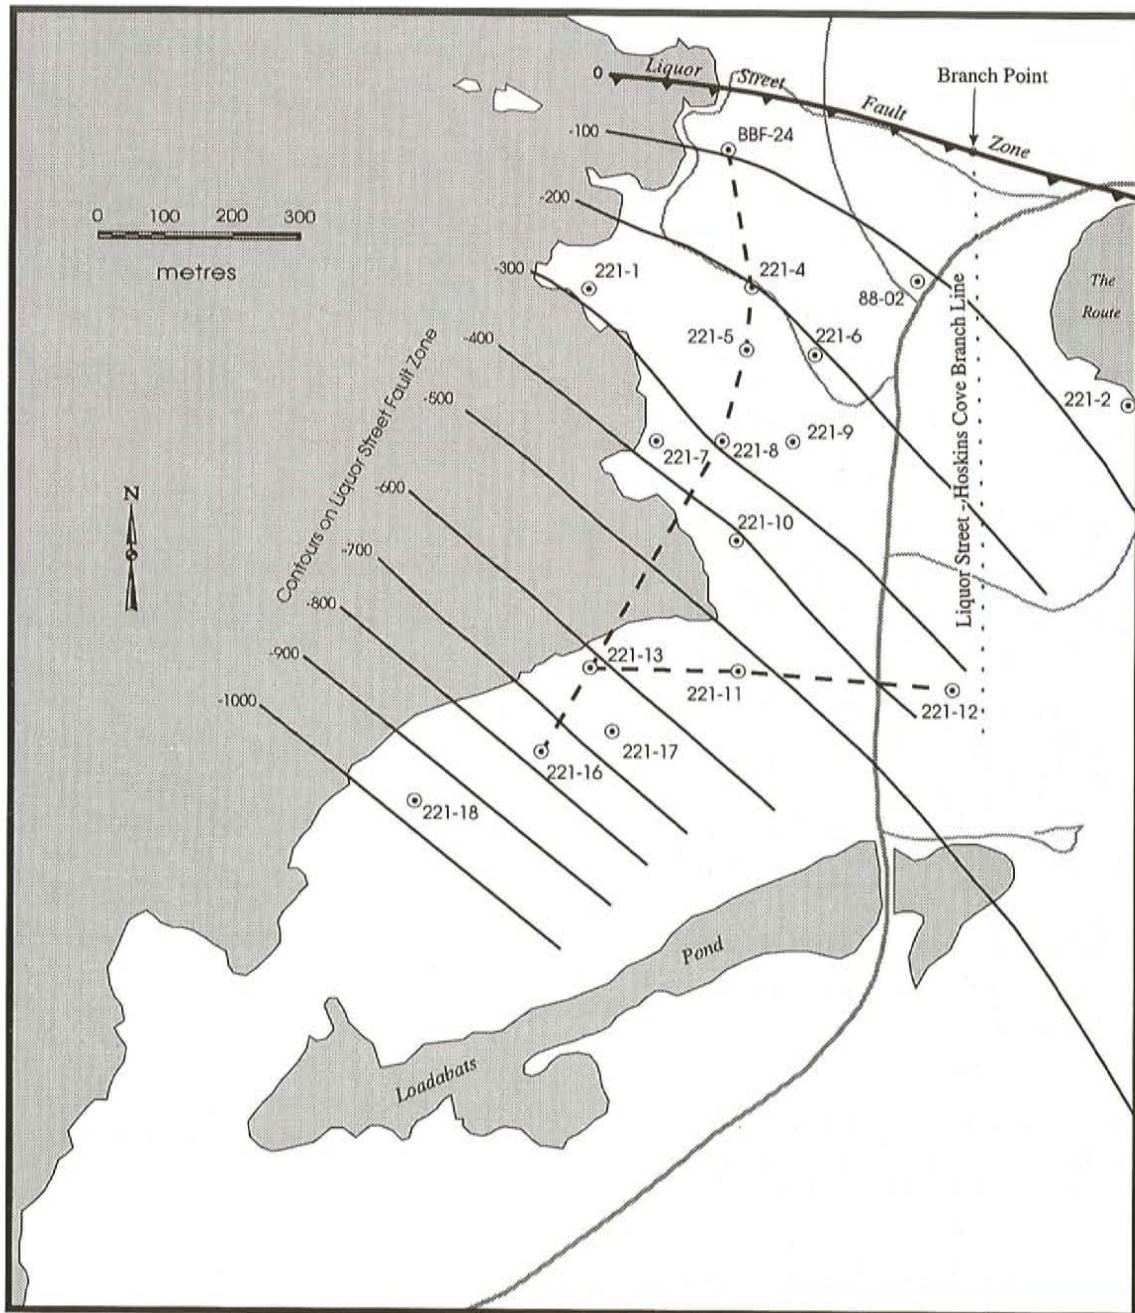 Branch Point
0
Liquor Street Fault Zone
-100
BBF-24
-200
0 100 200 300
metres
-300
221-1
221-4
88-02
The
Route
221-5
221-6
-400
221-2
-500
221-7
221-8
221-9
Contours on Liquor Street Fault Zone
Liquor Street - Hoskins Cove Branch Line
-600
N
221-10
-700
-800
-900
221-13
221-11
221-12
-1000
221-17
221-16
221-18
Pond
Loadabats